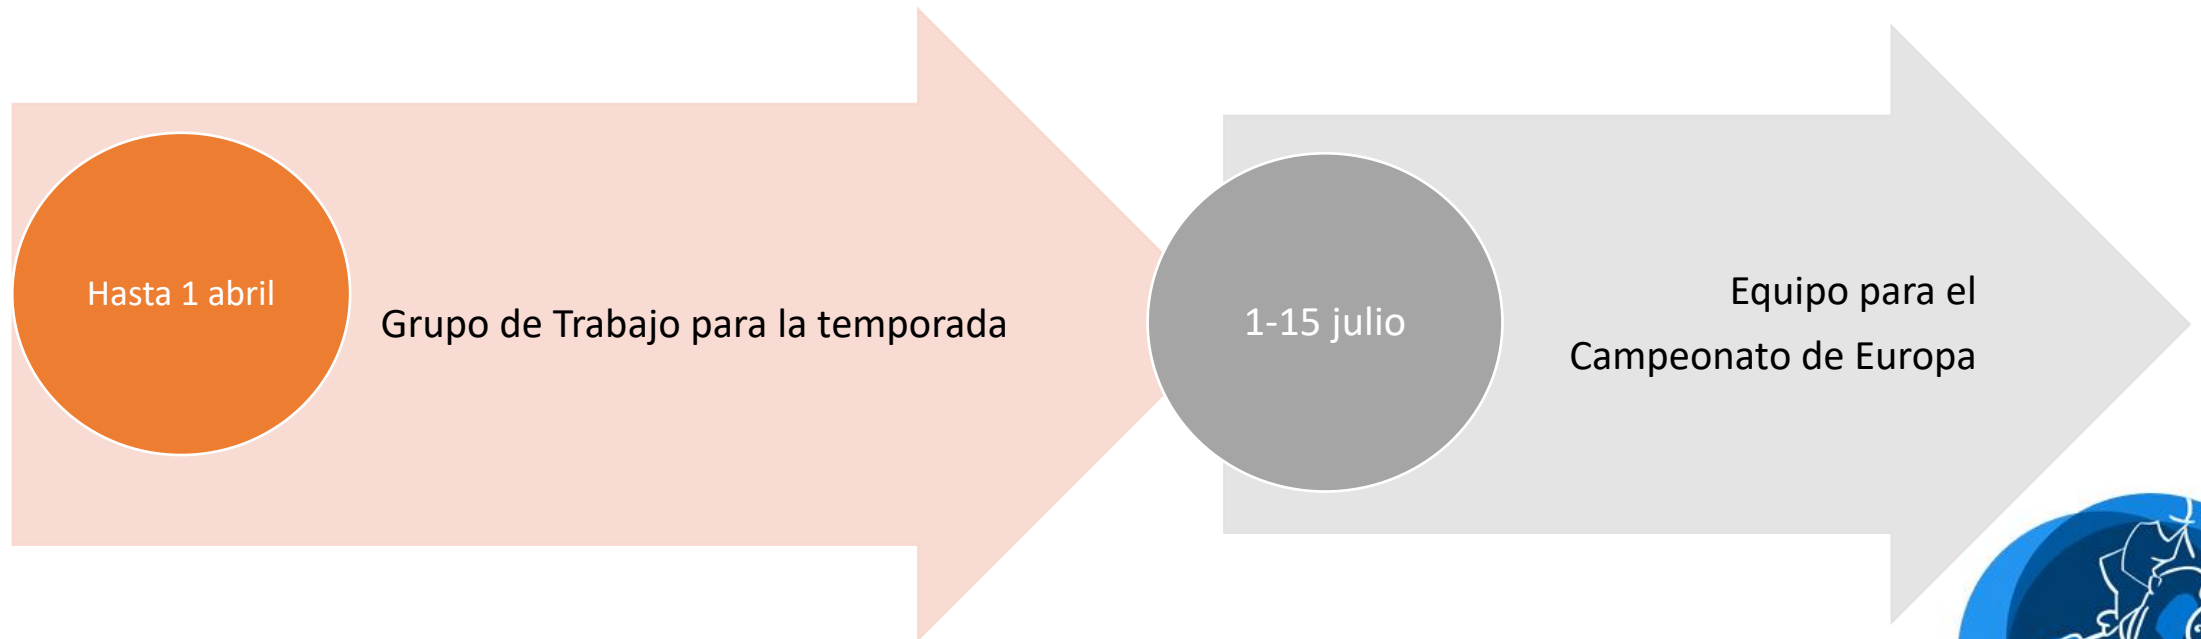 Hasta 1 abril
Grupo de Trabajo para la temporada
1-15 julio
Equipo para el
Campeonato de Europa